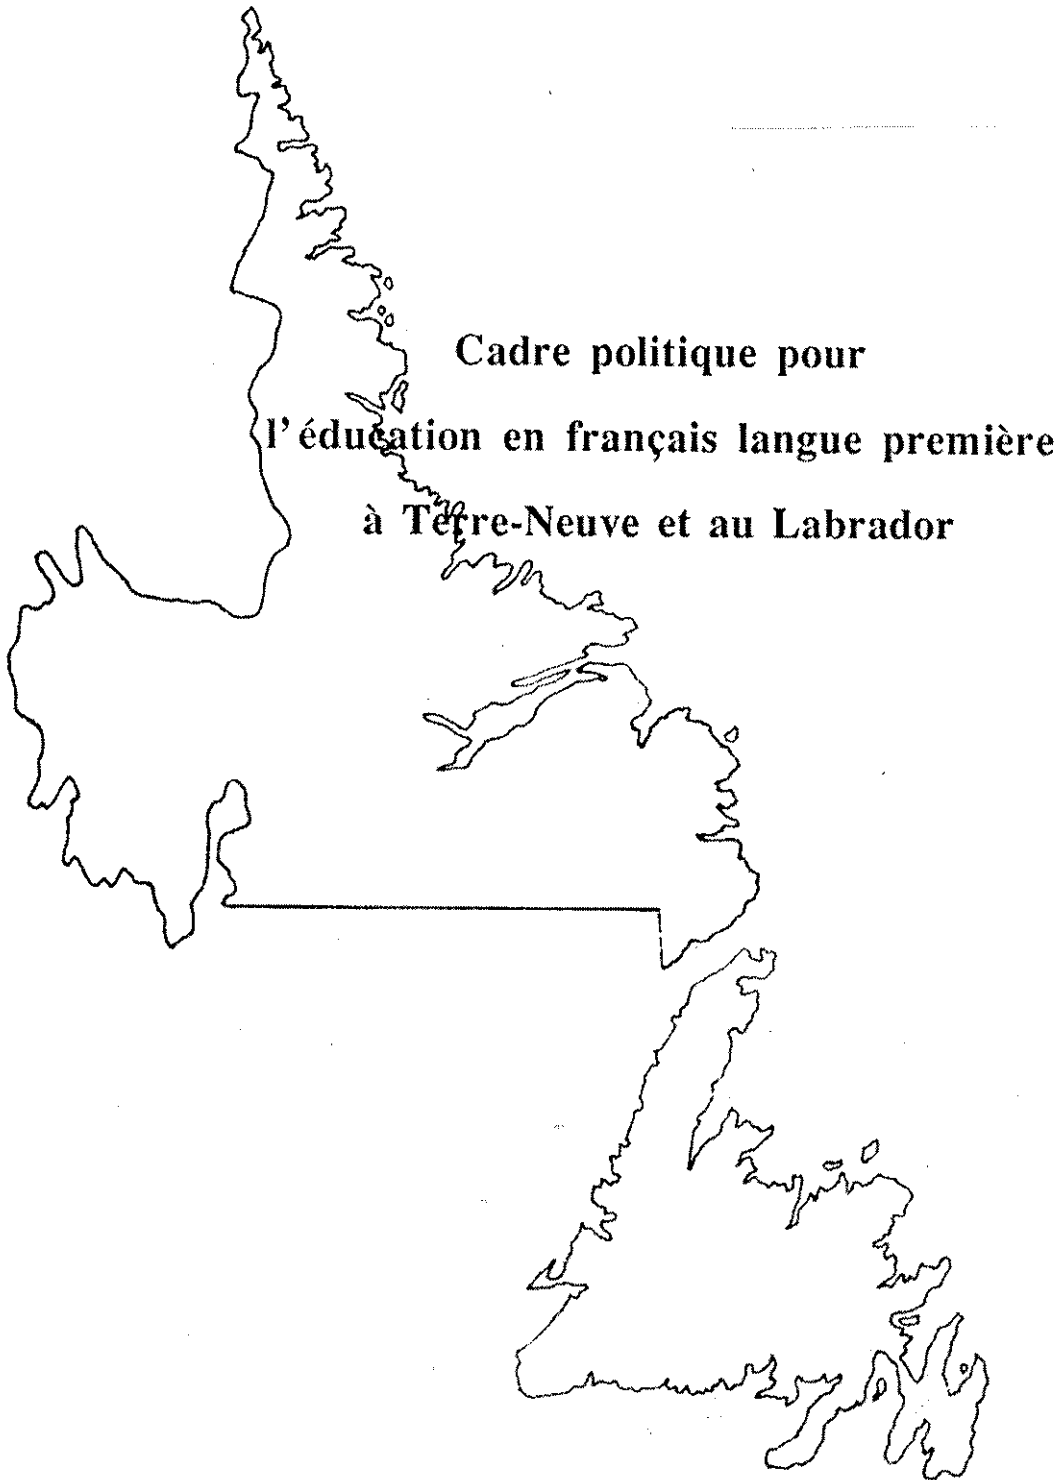 Cadre politique pour
l'éducation en français langue première
à Terre-Neuve et au Labrador